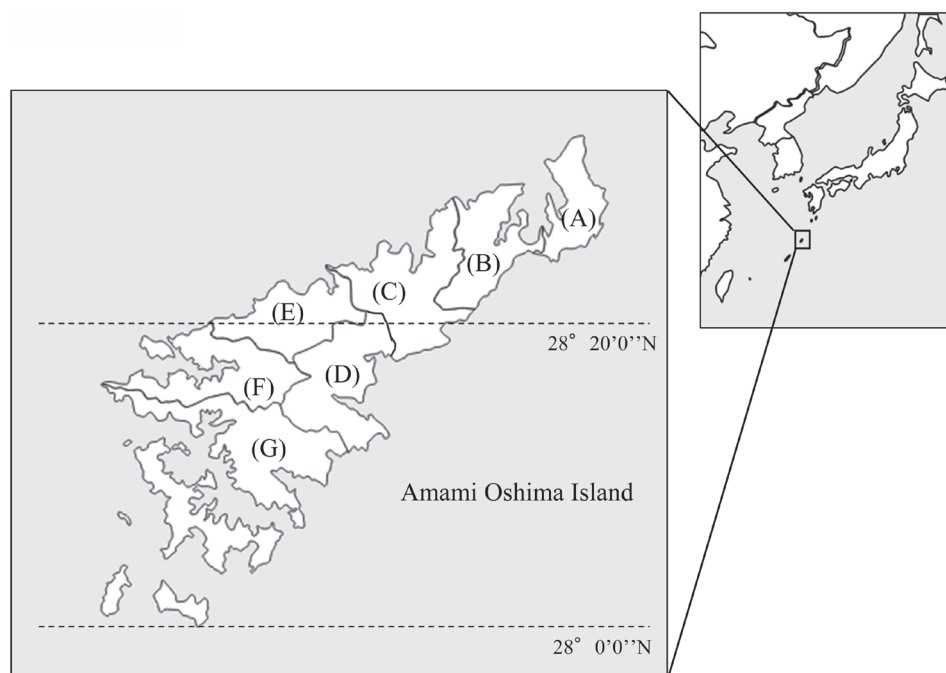 (A)
(B)
(C)
(E)
28° 20'0''N
(D)
(F)
(G)
Amami Oshima Island
28° 0'0''N